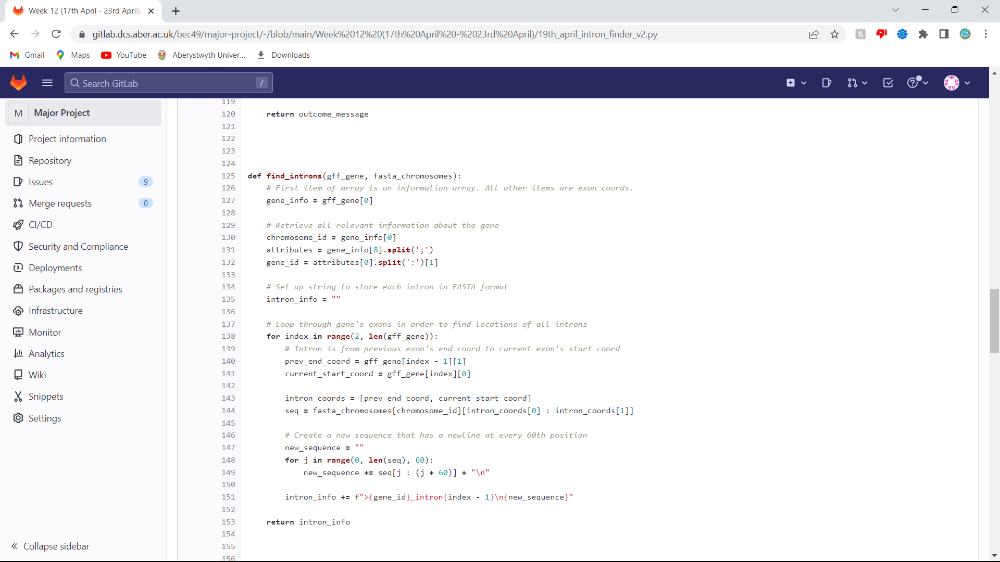 Week 12 (17th April - 23rd April)
gitlab.dcs.aber.ac.uk/bec49/major-project/-/blob/main/Week%2012%20(17th%20April%20-%2023rd%20April)/19th_april_intron_finder_v2.py
Gmail Maps YouTube Aberystwyth Univer... Downloads
Search GitLab /
M Major Project
Project information
Repository
Issues 9
Merge requests 0
CI/CD
Security and Compliance
Deployments
Packages and registries
Infrastructure
Monitor
Analytics
Wiki
Snippets
Settings
Collapse sidebar
119
120 return outcome_message
121
122
123
124
125 def find_introns(gff_gene, fasta_chromosomes):
126 # First item of array is an information-array. All other items are exon coords.
127 gene_info = gff_gene[0]
128
129 # Retrieve all relevant information about the gene
130 chromosome_id = gene_info[0]
131 attributes = gene_info[8].split(';')
132 gene_id = attributes[0].split(':')[1]
133
134 # Set-up string to store each intron in FASTA format
135 intron_info = ""
136
137 # Loop through gene's exons in order to find locations of all introns
138 for index in range(2, len(gff_gene)):
139 # Intron is from previous exon's end coord to current exon's start coord
140 prev_end_coord = gff_gene[index - 1][1]
141 current_start_coord = gff_gene[index][0]
142
143 intron_coords = [prev_end_coord, current_start_coord]
144 seq = fasta_chromosomes[chromosome_id][intron_coords[0] : intron_coords[1]]
145
146 # Create a new sequence that has a newline at every 60th position
147 new_sequence = ""
148 for j in range(0, len(seq), 60):
149 new_sequence += seq[j : (j + 60)] + "\n"
150
151 intron_info += f">{gene_id}_intron{index - 1}\n{new_sequence}"
152
153 return intron_info
154
155
156